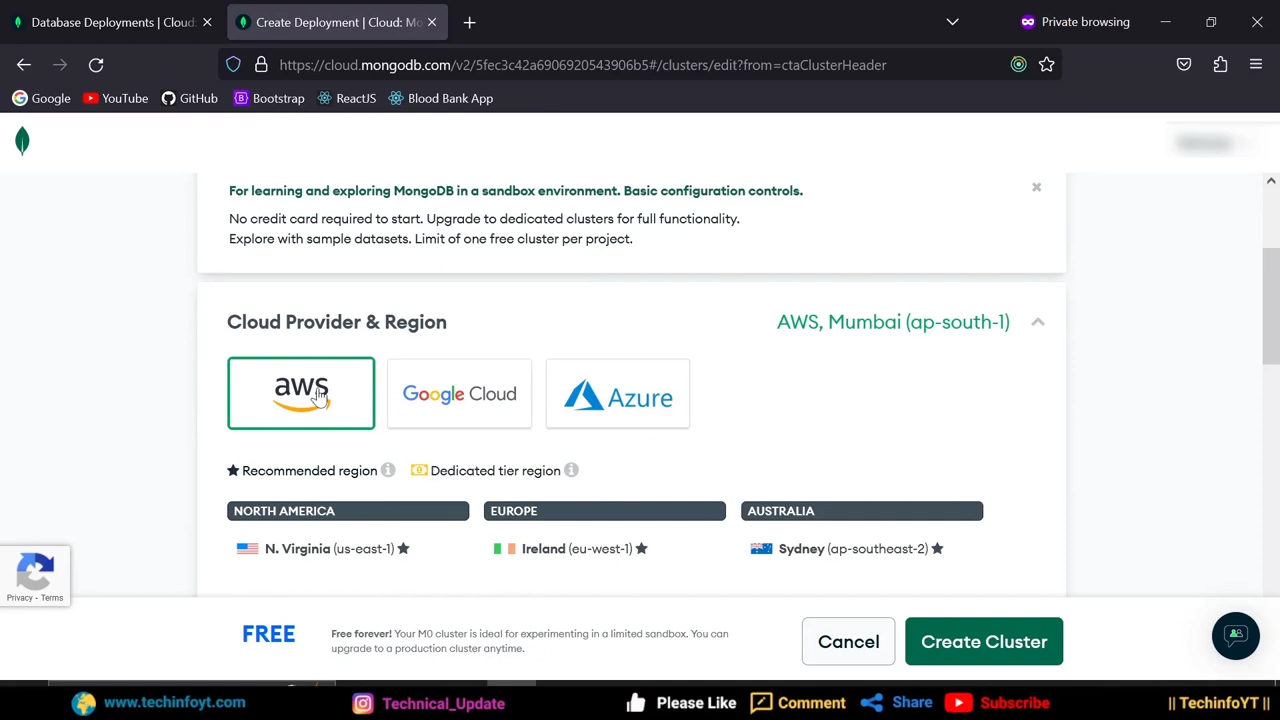 Database Deployments | Cloud:
Create Deployment | Cloud: Mo
Private browsing
https://cloud.mongodb.com/v2/5fec3c42a6906920543906b5#/clusters/edit?from=ctaClusterHeader
Google YouTube GitHub Bootstrap ReactJS Blood Bank App
For learning and exploring MongoDB in a sandbox environment. Basic configuration controls.
No credit card required to start. Upgrade to dedicated clusters for full functionality.
Explore with sample datasets. Limit of one free cluster per project.
Cloud Provider & Region AWS, Mumbai (ap-south-1)
aws Google Cloud Azure
Recommended region Dedicated tier region
NORTH AMERICA EUROPE AUSTRALIA
N. Virginia (us-east-1) Ireland (eu-west-1) Sydney (ap-southeast-2)
Privacy - Terms
FREE
Free forever! Your M0 cluster is ideal for experimenting in a limited sandbox. You can
upgrade to a production cluster anytime.
Cancel Create Cluster
www.techinfoyt.com Technical_Update Please Like Comment Share Subscribe || TechinfoYT ||